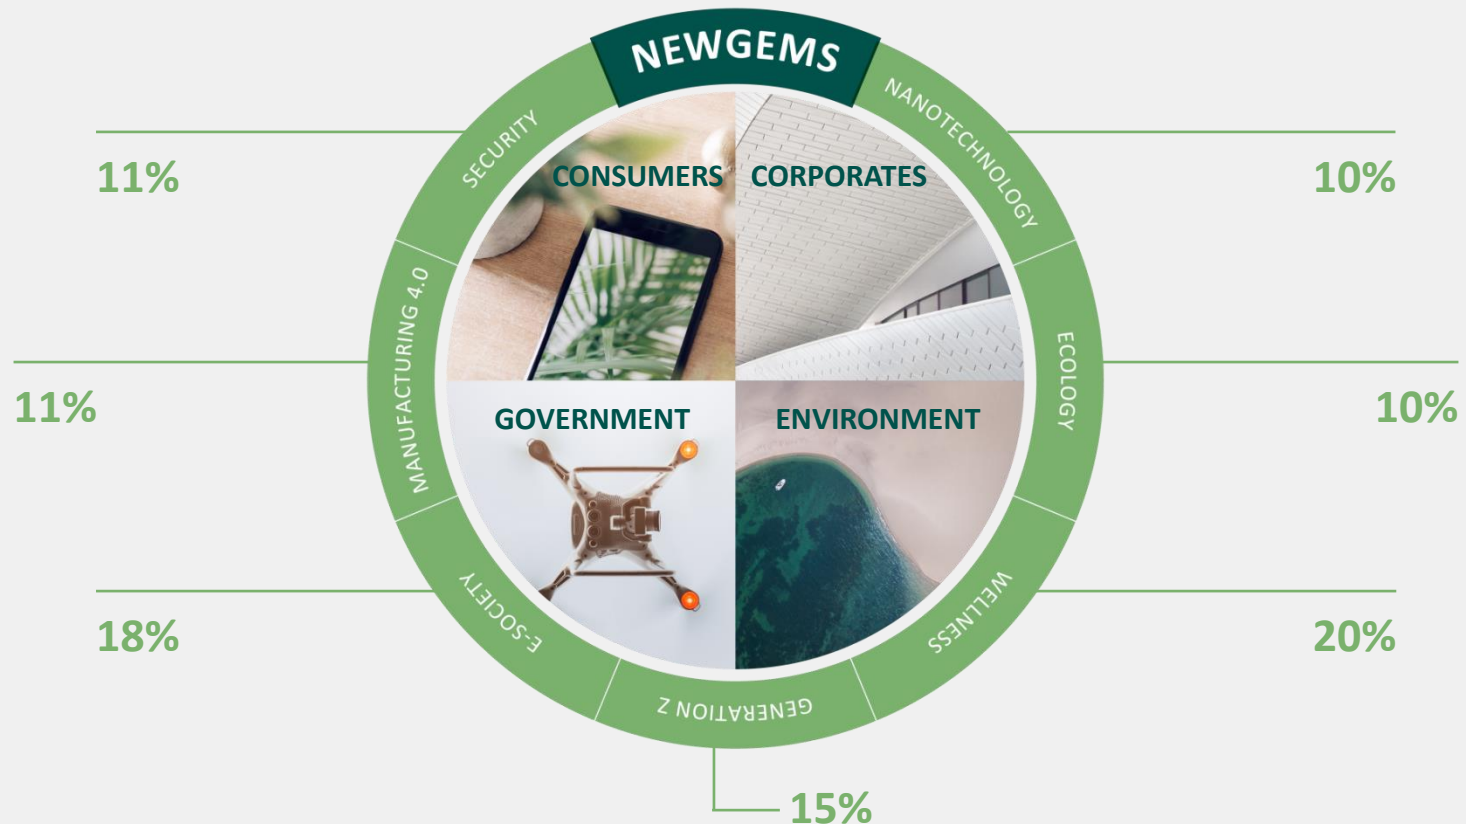 NEWGEMS
SECURITY
NANOTECHNOLOGY
11%
10%
CONSUMERS
CORPORATES
MANUFACTURING 4.0
ECOLOGY
11%
10%
GOVERNMENT
ENVIRONMENT
E-SOCIETY
WELLNESS
18%
20%
GENERATION Z
15%